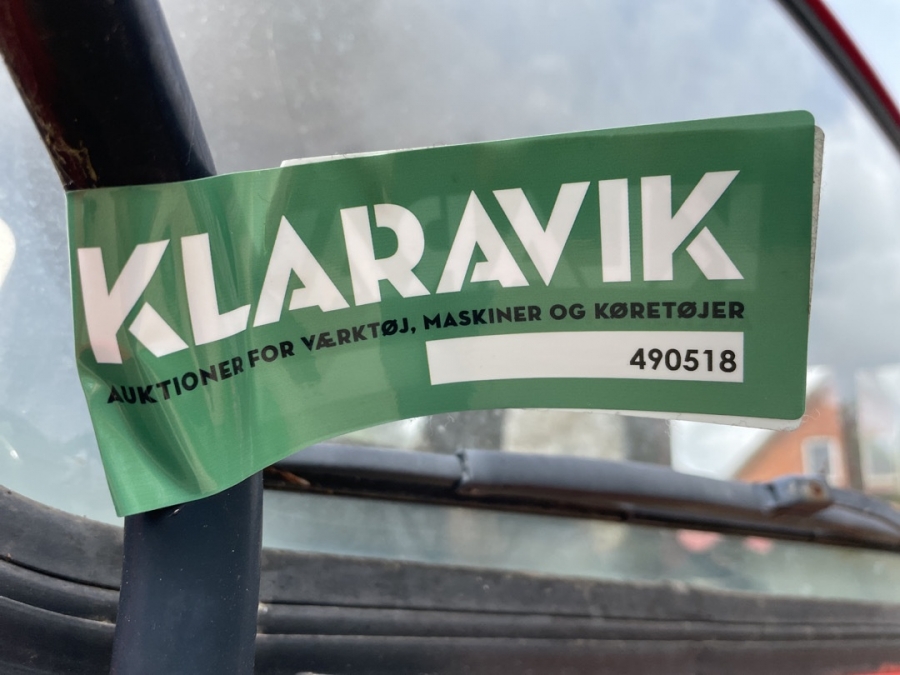 KLARAVIK
AUKTIONER FOR VÆRKTØJ, MASKINER OG KØRETØJER
490518